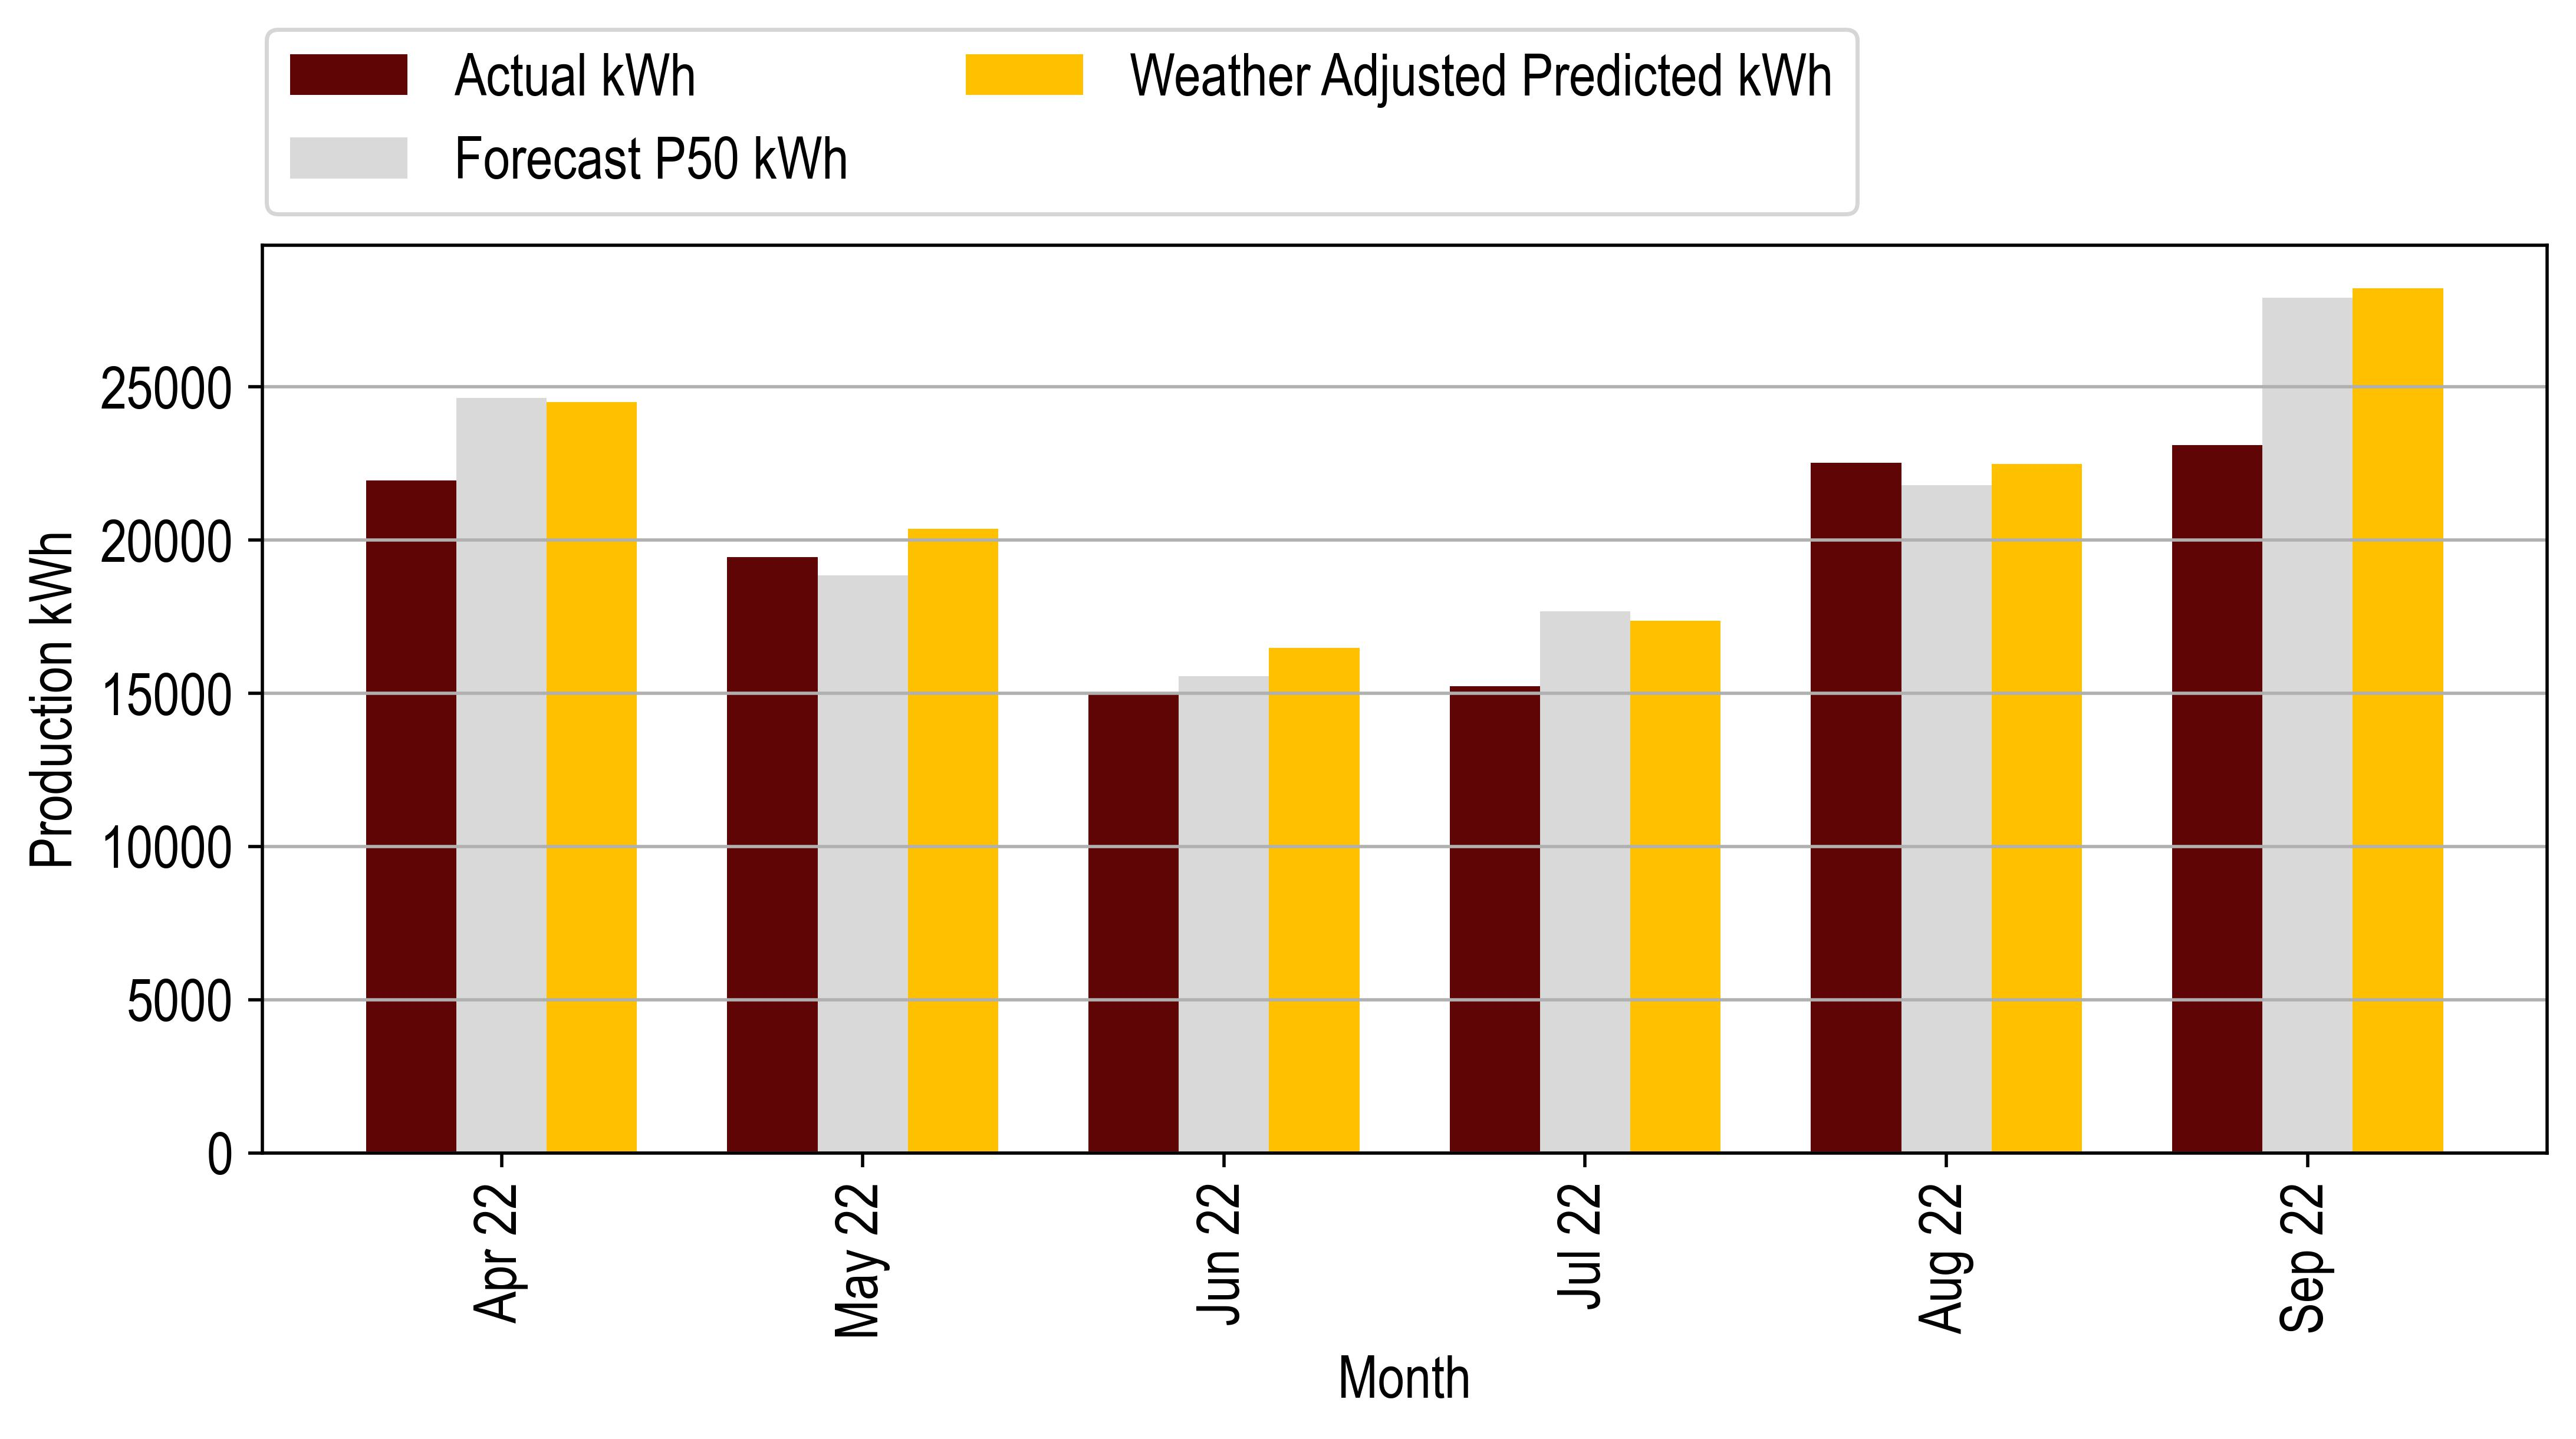 Actual kWh
Forecast P50 kWh
Weather Adjusted Predicted kWh
Production kWh
25000
20000
15000
10000
5000
0
Apr 22
May 22
Jun 22
Jul 22
Aug 22
Sep 22
Month